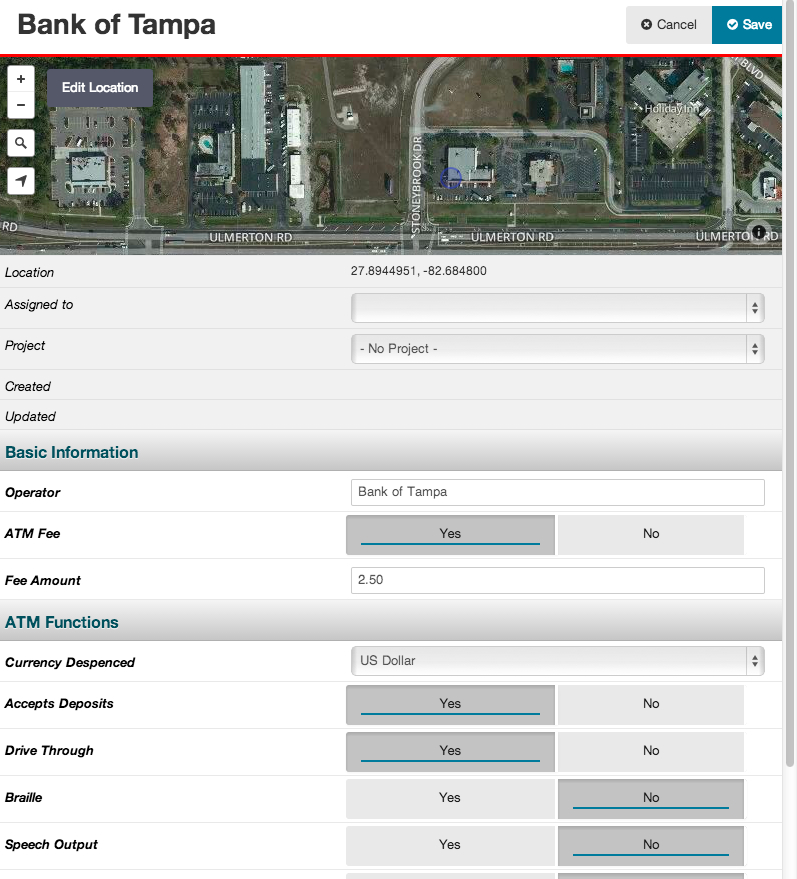 Bank of Tampa
Cancel
Save
+
Edit Location
−
BLVD
Holiday Inn
STONEYBROOK DR
RD
ULMERTON RD
ULMERTON RD
ULMERTON RD
Location
27.8944951, -82.684800
Assigned to
Project
- No Project -
Created
Updated
Basic Information
Operator
Bank of Tampa
ATM Fee
Yes
No
Fee Amount
2.50
ATM Functions
Currency Despenced
US Dollar
Accepts Deposits
Yes
No
Drive Through
Yes
No
Braille
Yes
No
Speech Output
Yes
No